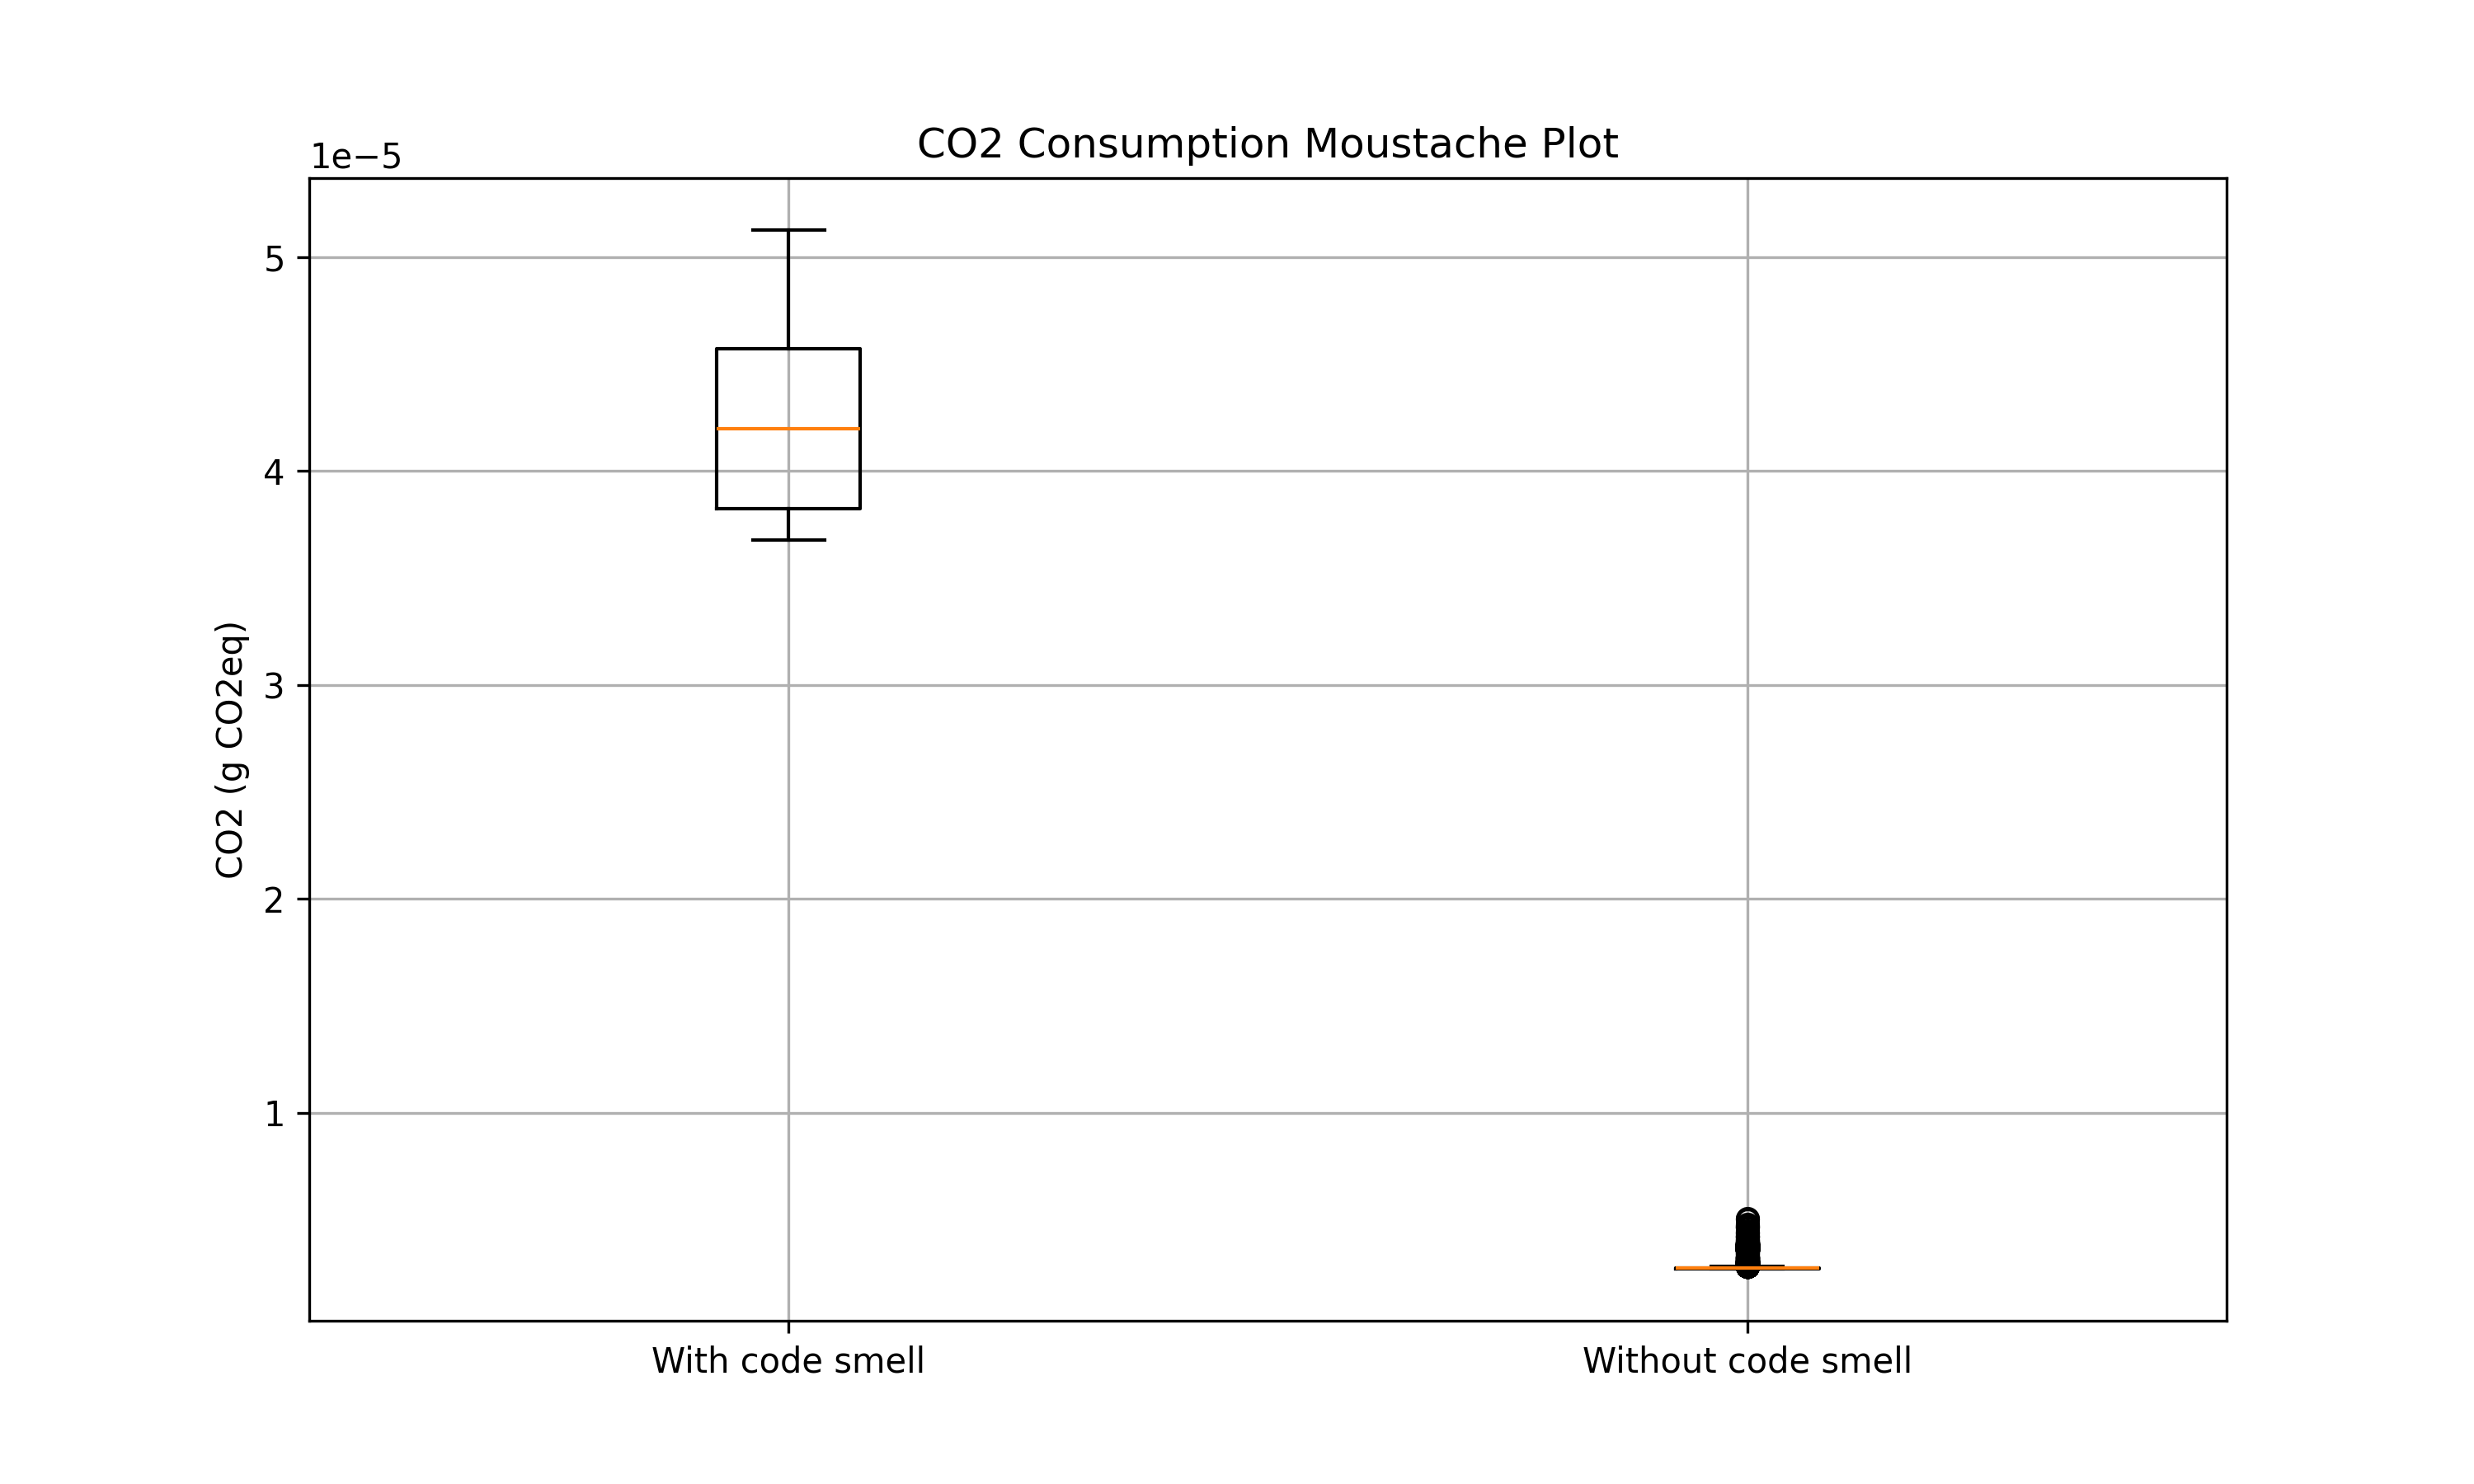 CO2 Consumption Moustache Plot
1e−5
5
4
3
2
1
CO2 (g CO2eq)
With code smell
Without code smell